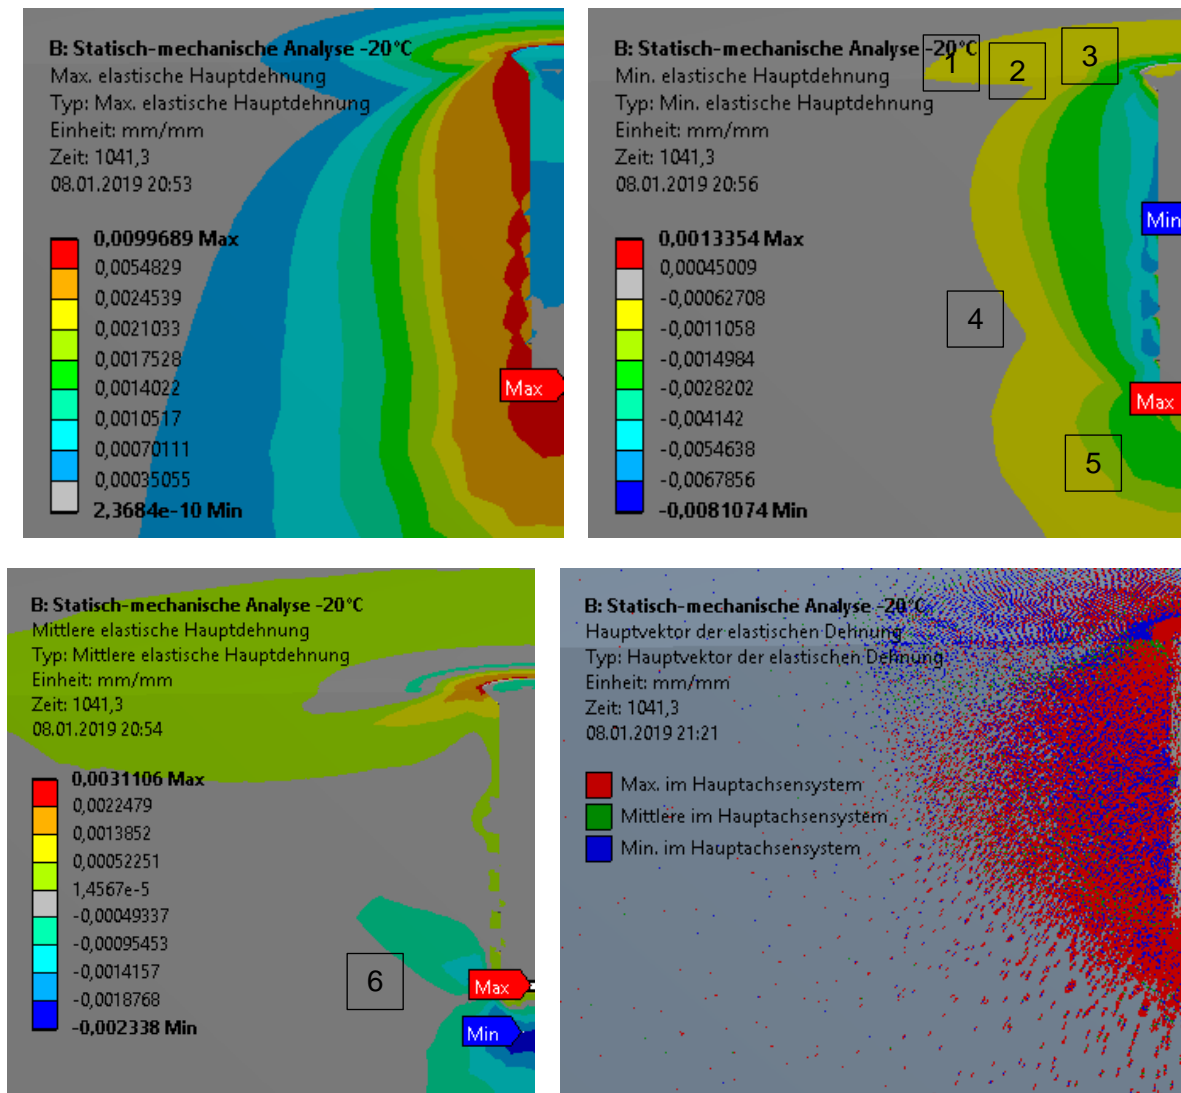 B: Statisch-mechanische Analyse -20°C
Max. elastische Hauptdehnung
Typ: Max. elastische Hauptdehnung
Einheit: mm/mm
Zeit: 1041,3
08.01.2019 20:53
0,0099689 Max
0,0054829
0,0024539
0,0021033
0,0017528
0,0014022
0,0010517
0,00070111
0,00035055
2,3684e-10 Min
Max
B: Statisch-mechanische Analyse -20°C
Min. elastische Hauptdehnung
Typ: Min. elastische Hauptdehnung
Einheit: mm/mm
Zeit: 1041,3
08.01.2019 20:56
1
2
3
0,0013354 Max
0,00045009
-0,00062708
-0,0011058
-0,0014984
-0,0028202
-0,004142
-0,0054638
-0,0067856
-0,0081074 Min
Min
4
Max
5
B: Statisch-mechanische Analyse -20°C
Mittlere elastische Hauptdehnung
Typ: Mittlere elastische Hauptdehnung
Einheit: mm/mm
Zeit: 1041,3
08.01.2019 20:54
0,0031106 Max
0,0022479
0,0013852
0,00052251
1,4567e-5
-0,00049337
-0,00095453
-0,0014157
-0,0018768
-0,002338 Min
6
Max
Min
B: Statisch-mechanische Analyse -20°C
Hauptvektor der elastischen Dehnung
Typ: Hauptvektor der elastischen Dehnung
Einheit: mm/mm
Zeit: 1041,3
08.01.2019 21:21
Max. im Hauptachsensystem
Mittlere im Hauptachsensystem
Min. im Hauptachsensystem